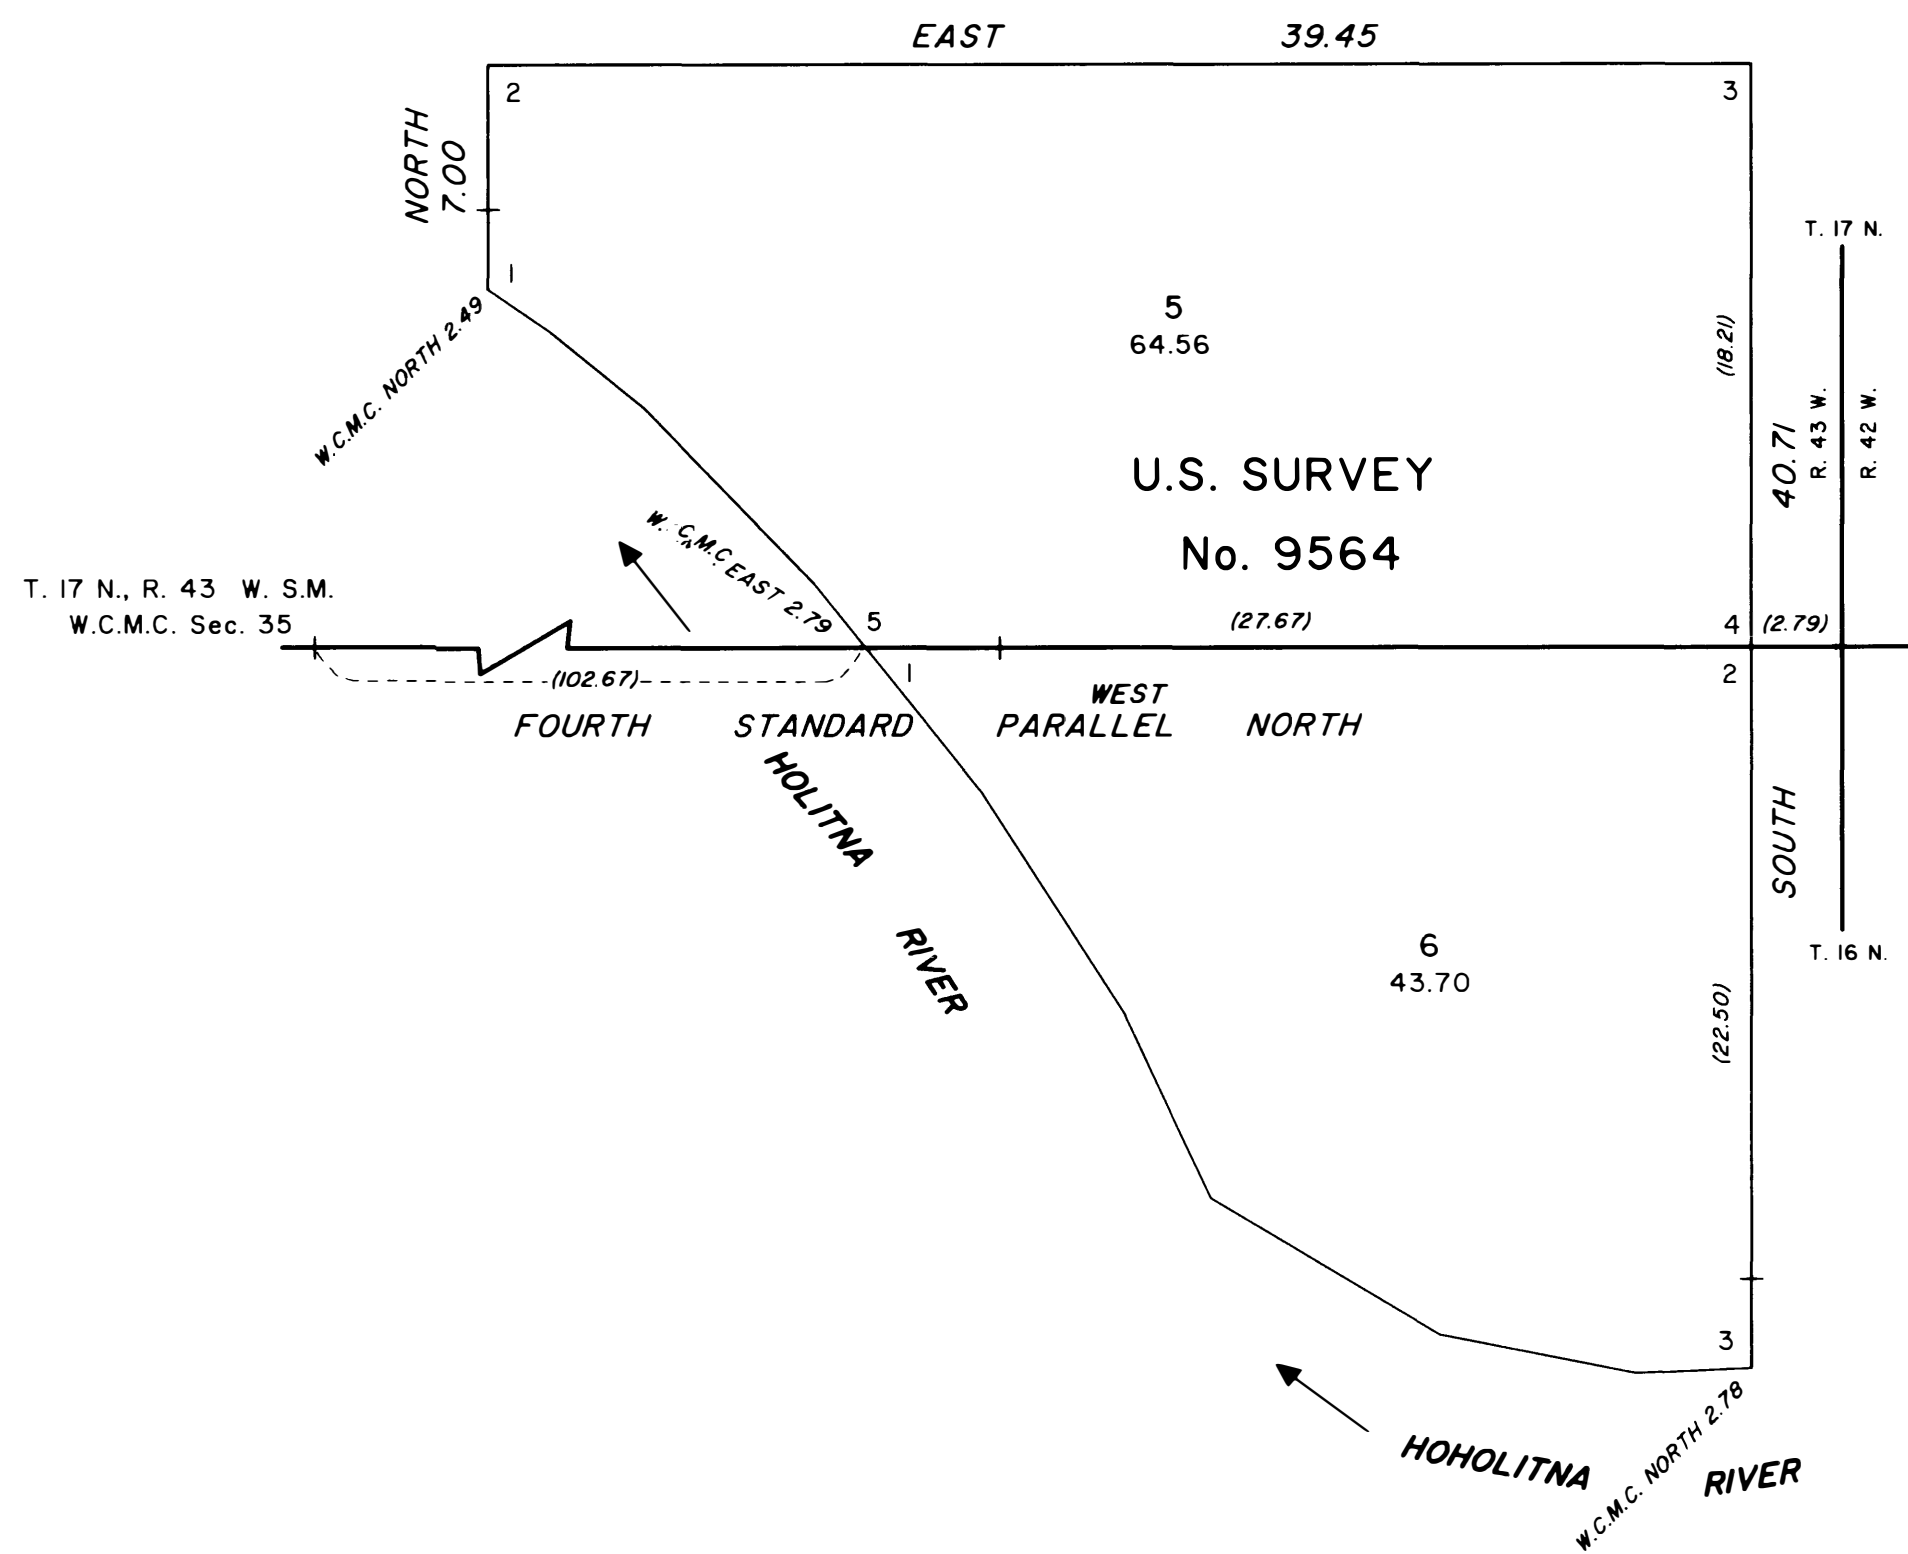 EAST 39.45
2
3
NORTH
7.00
1
W.C.M.C. NORTH 2.49
T. 17 N.
5
64.56
(18.21)
40.71
R. 43 W.
R. 42 W.
U.S. SURVEY
No. 9564
W. C.M.C. EAST 2.79
T. 17 N., R. 43 W. S.M.
W.C.M.C. Sec. 35
5
(27.67)
4
(2.79)
(102.67)
1
2
WEST
FOURTH STANDARD PARALLEL NORTH
HOLITNA RIVER
SOUTH
6
43.70
T. 16 N.
(22.50)
3
W.C.M.C. NORTH 2.78
HOHOLITNA RIVER